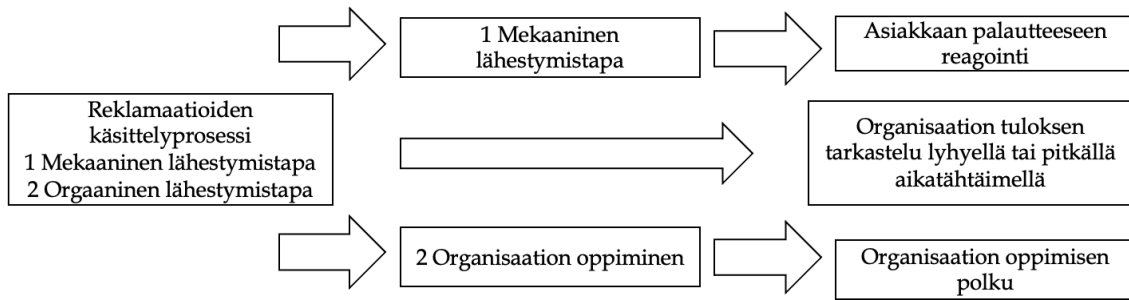 1 Mekaaninen
lähestymistapa
Asiakkaan palautteeseen
reagointi
Reklamaatioiden
käsittelyprosessi
1 Mekaaninen lähestymistapa
2 Orgaaninen lähestymistapa
Organisaation tuloksen
tarkastelu lyhyellä tai pitkällä
aikatähtäimellä
2 Organisaation oppiminen
Organisaation oppimisen
polku